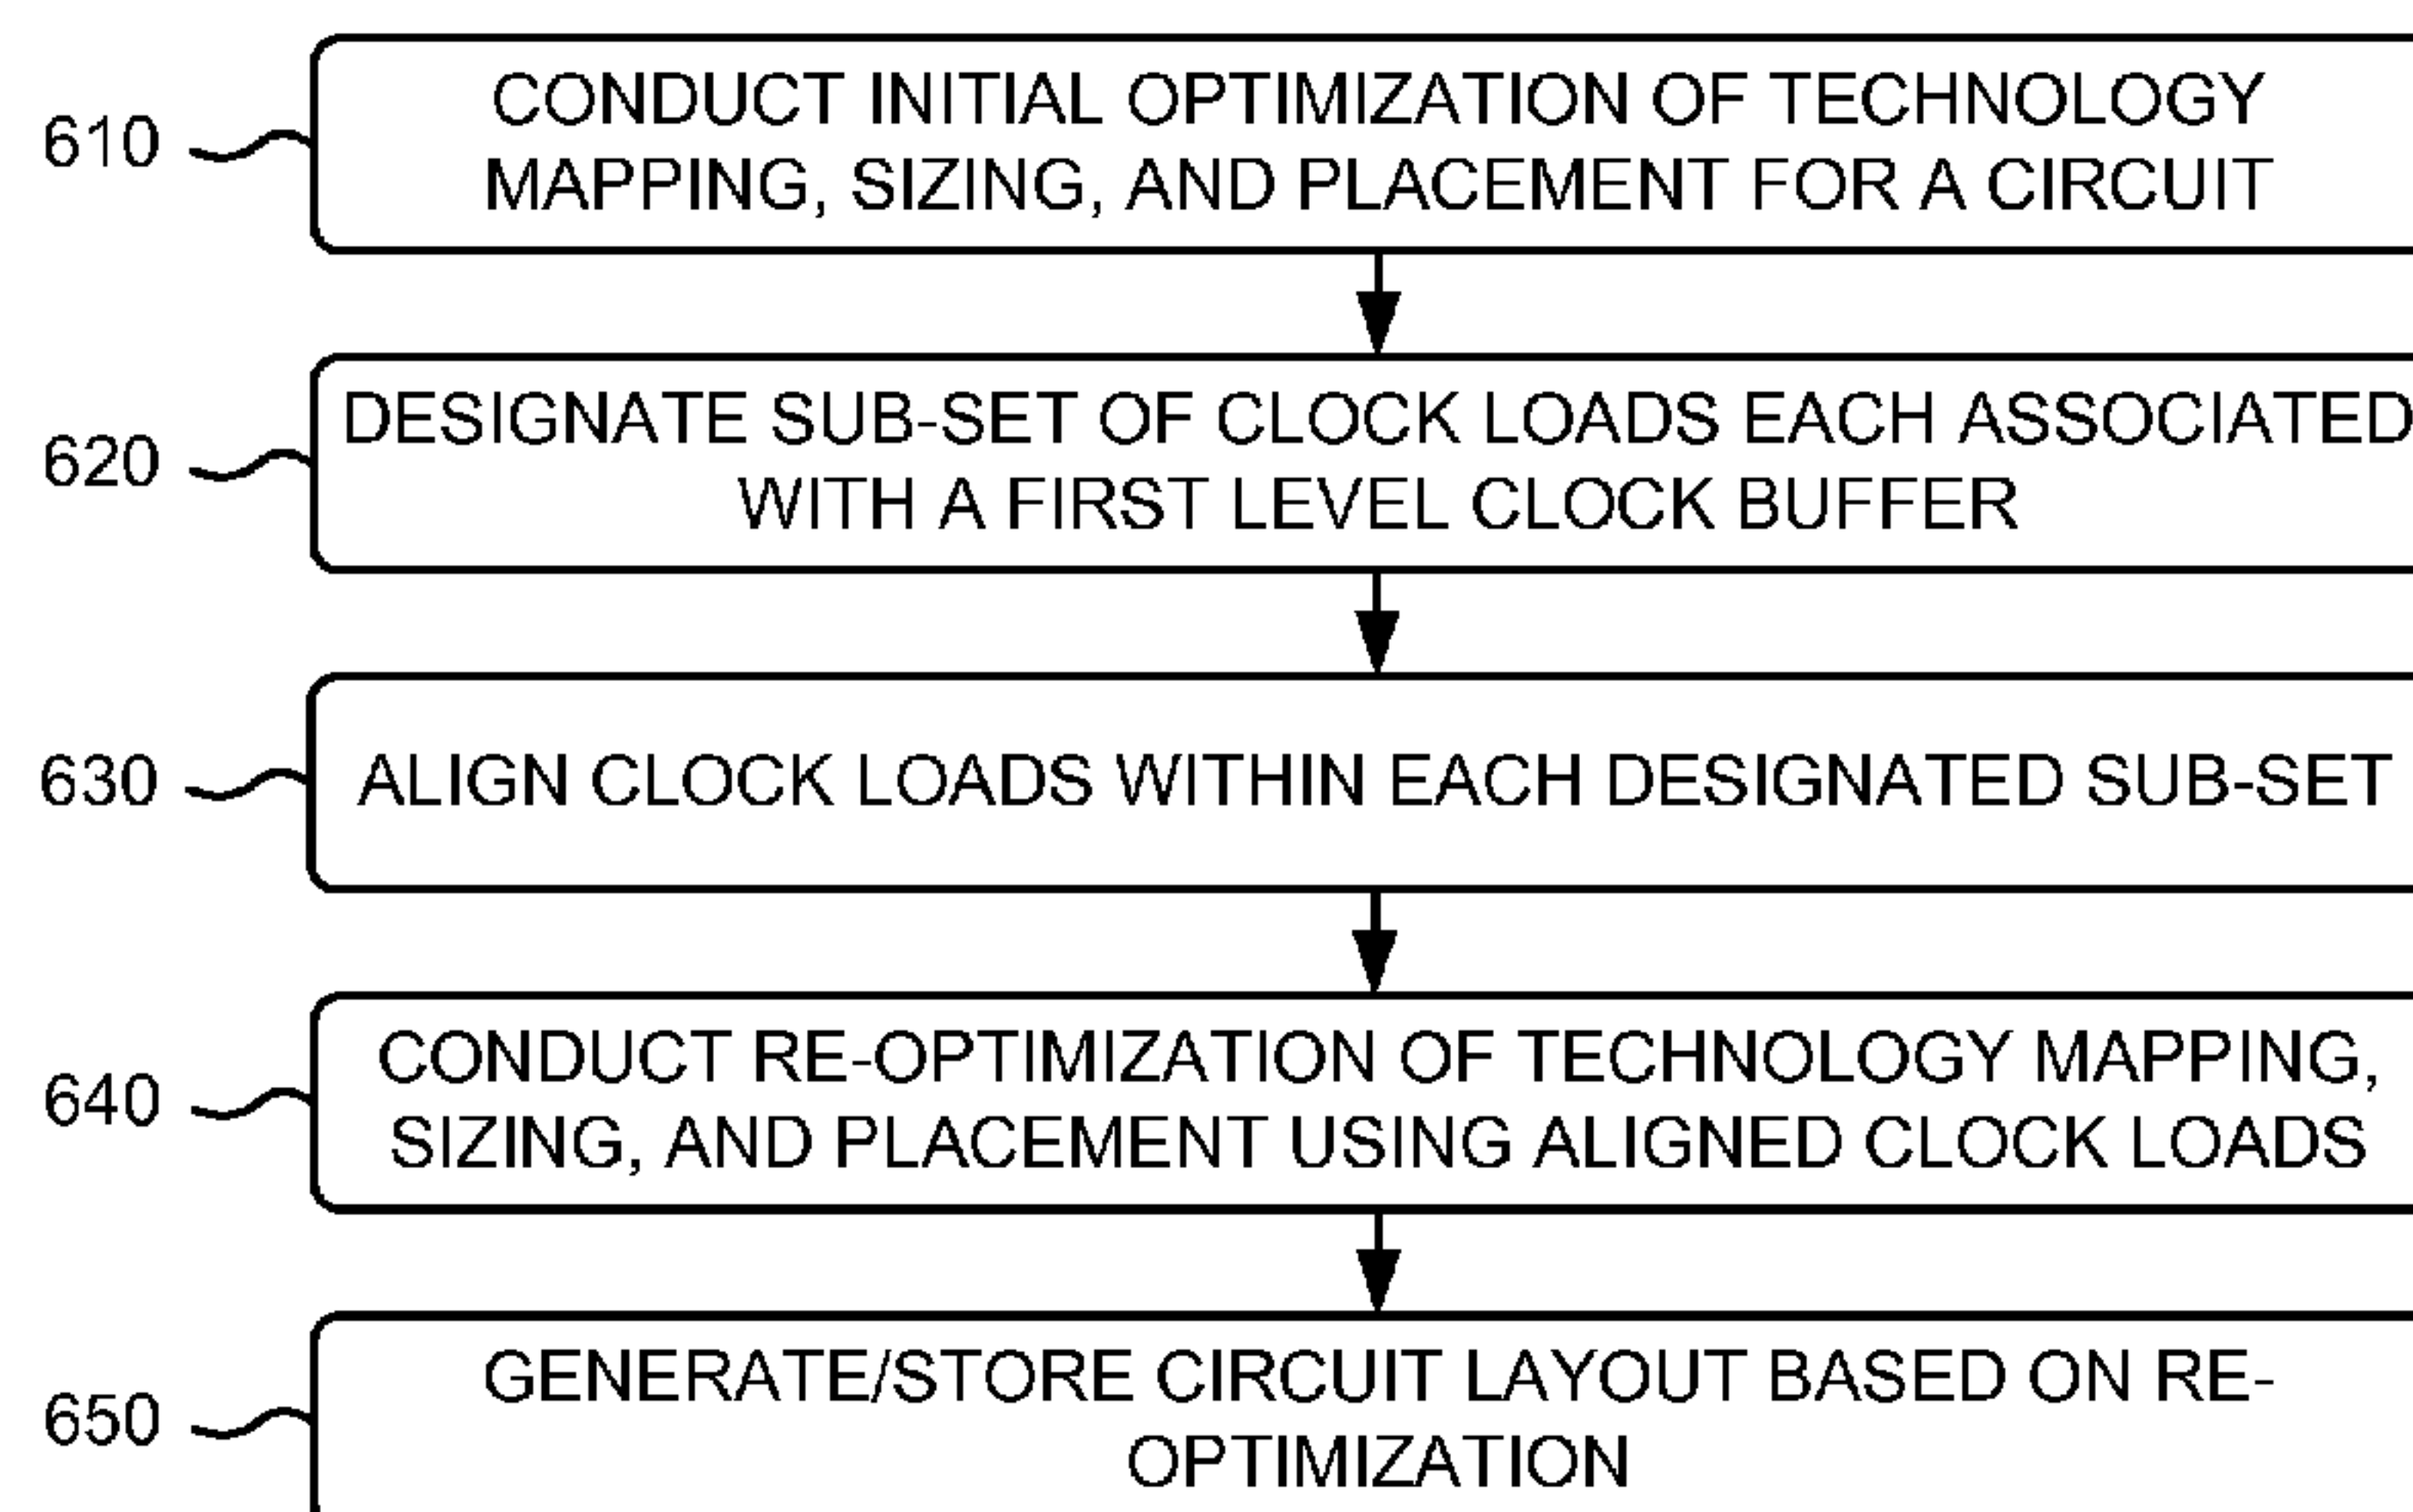 CONDUCT INITIAL OPTIMIZATION OF TECHNOLOGY
610
MAPPING, SIZING, AND PLACEMENT FOR A CIRCUIT
DESIGNATE SUB-SET OF CLOCK LOADS EACH ASSOCIATED
620
WITH A FIRST LEVEL CLOCK BUFFER
630
ALIGN CLOCK LOADS WITHIN EACH DESIGNATED SUB-SET
CONDUCT RE-OPTIMIZATION OF TECHNOLOGY MAPPING,
640
SIZING, AND PLACEMENT USING ALIGNED CLOCK LOADS
GENERATE/STORE CIRCUIT LAYOUT BASED ON RE-
650
OPTIMIZATION